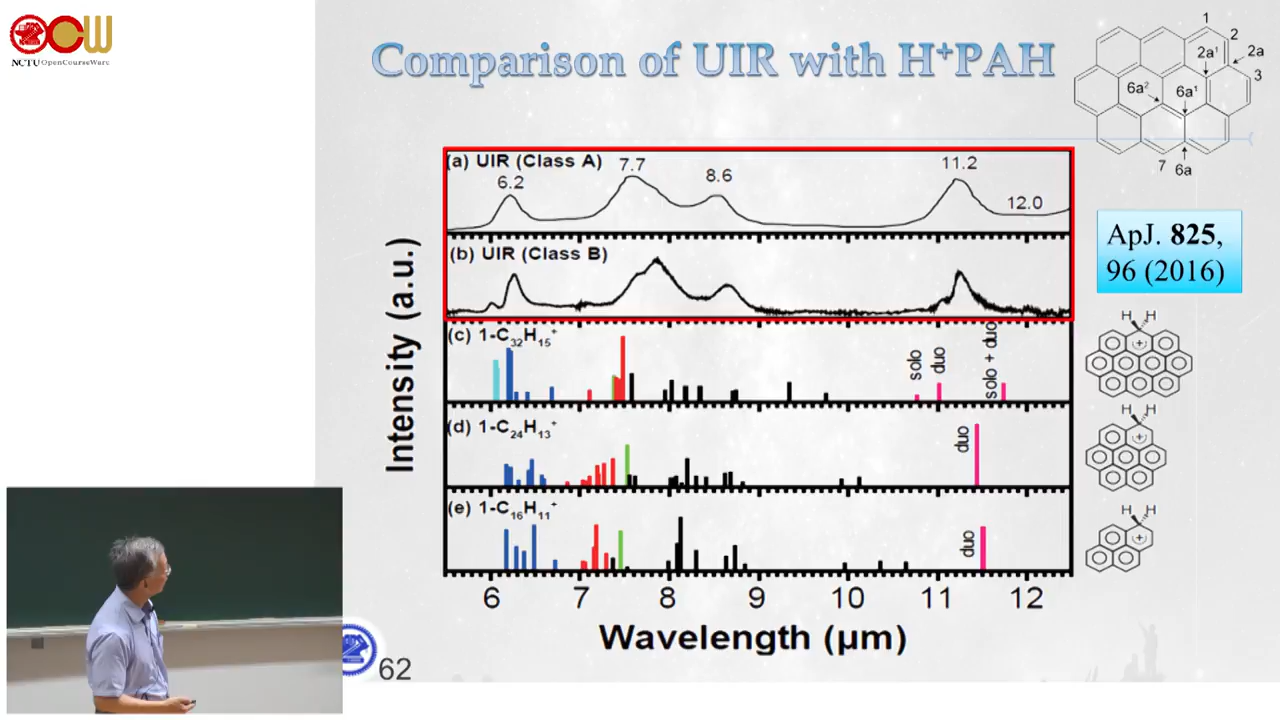 NCTU OpenCourseWare
Comparison of UIR with H⁺PAH
1
2
2a¹
2a
3
6a²
6a¹
7
6a
ApJ. 825,
96 (2016)
Intensity (a.u.)
(a) UIR (Class A)
6.2
7.7
8.6
11.2
12.0
(b) UIR (Class B)
(c) 1-C₃₂H₁₅⁺
solo
duo
solo + duo
(d) 1-C₂₄H₁₃⁺
duo
(e) 1-C₁₆H₁₁⁺
duo
H H
+
H H
+
H H
+
6 7 8 9 10 11 12
Wavelength (μm)
62